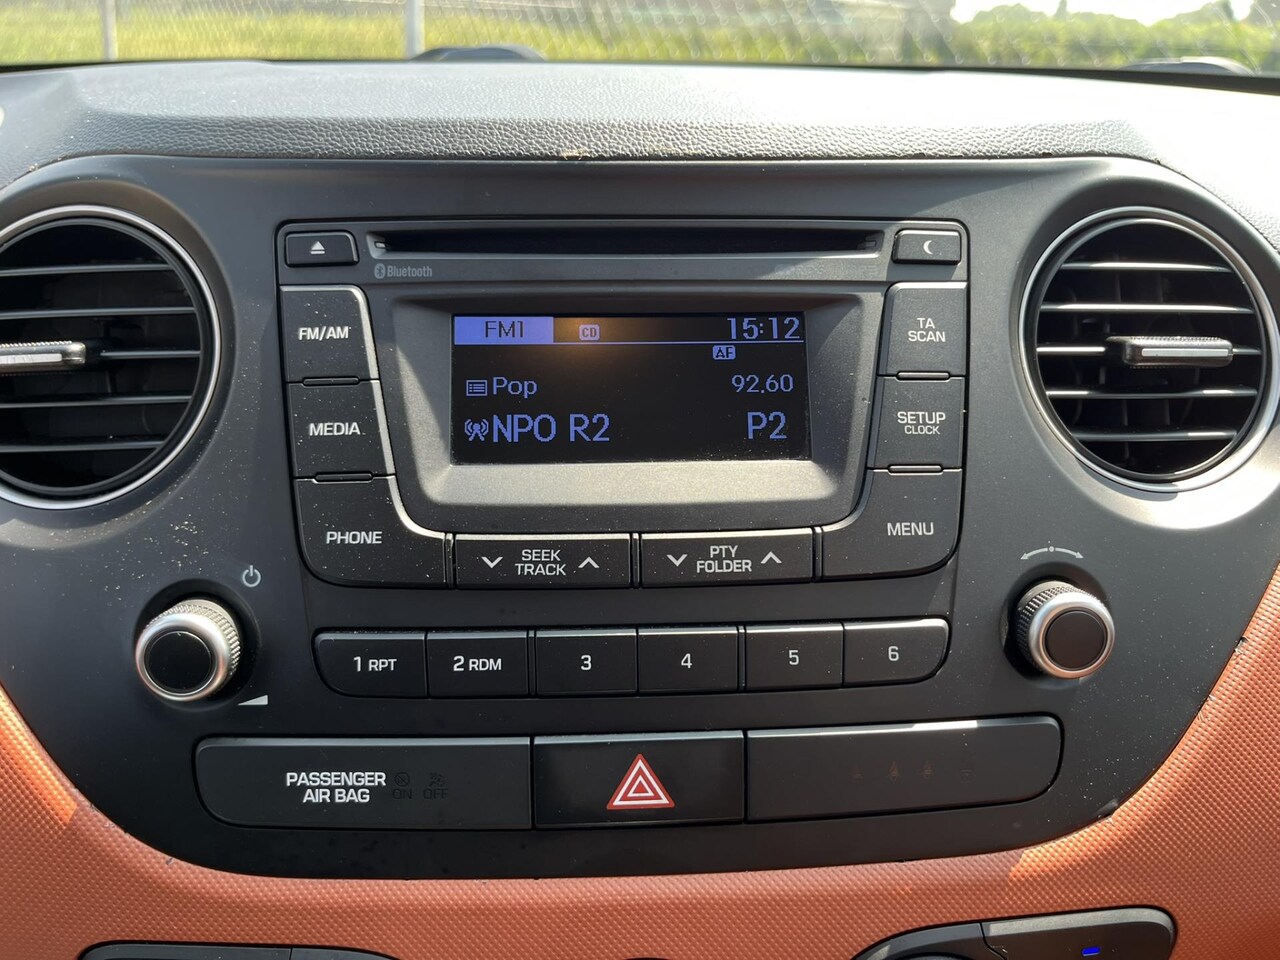 Bluetooth
FM/AM
FM1
CD
15:12
TA
SCAN
AF
Pop
92.60
MEDIA
NPO R2
P2
SETUP
CLOCK
PHONE
SEEK
TRACK
PTY
FOLDER
MENU
0
1 RPT
2 RDM
3
4
5
6
PASSENGER
AIR BAG
ON
OFF